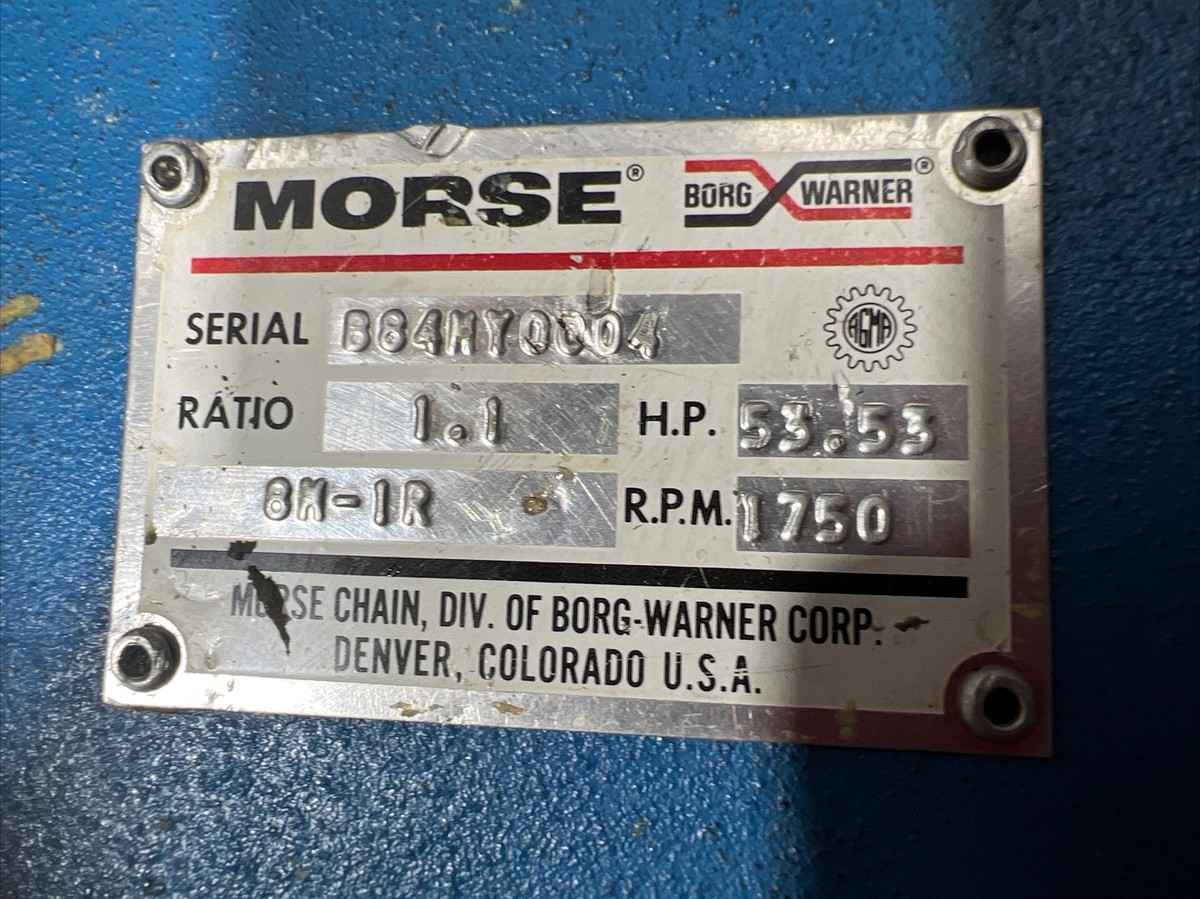 MORSE® BORG WARNER®
SERIAL B84MY0004
AGMA
RATIO 1.1 H.P. 53.53
8M-1R R.P.M. 1750
MORSE CHAIN, DIV. OF BORG-WARNER CORP.
DENVER, COLORADO U.S.A.